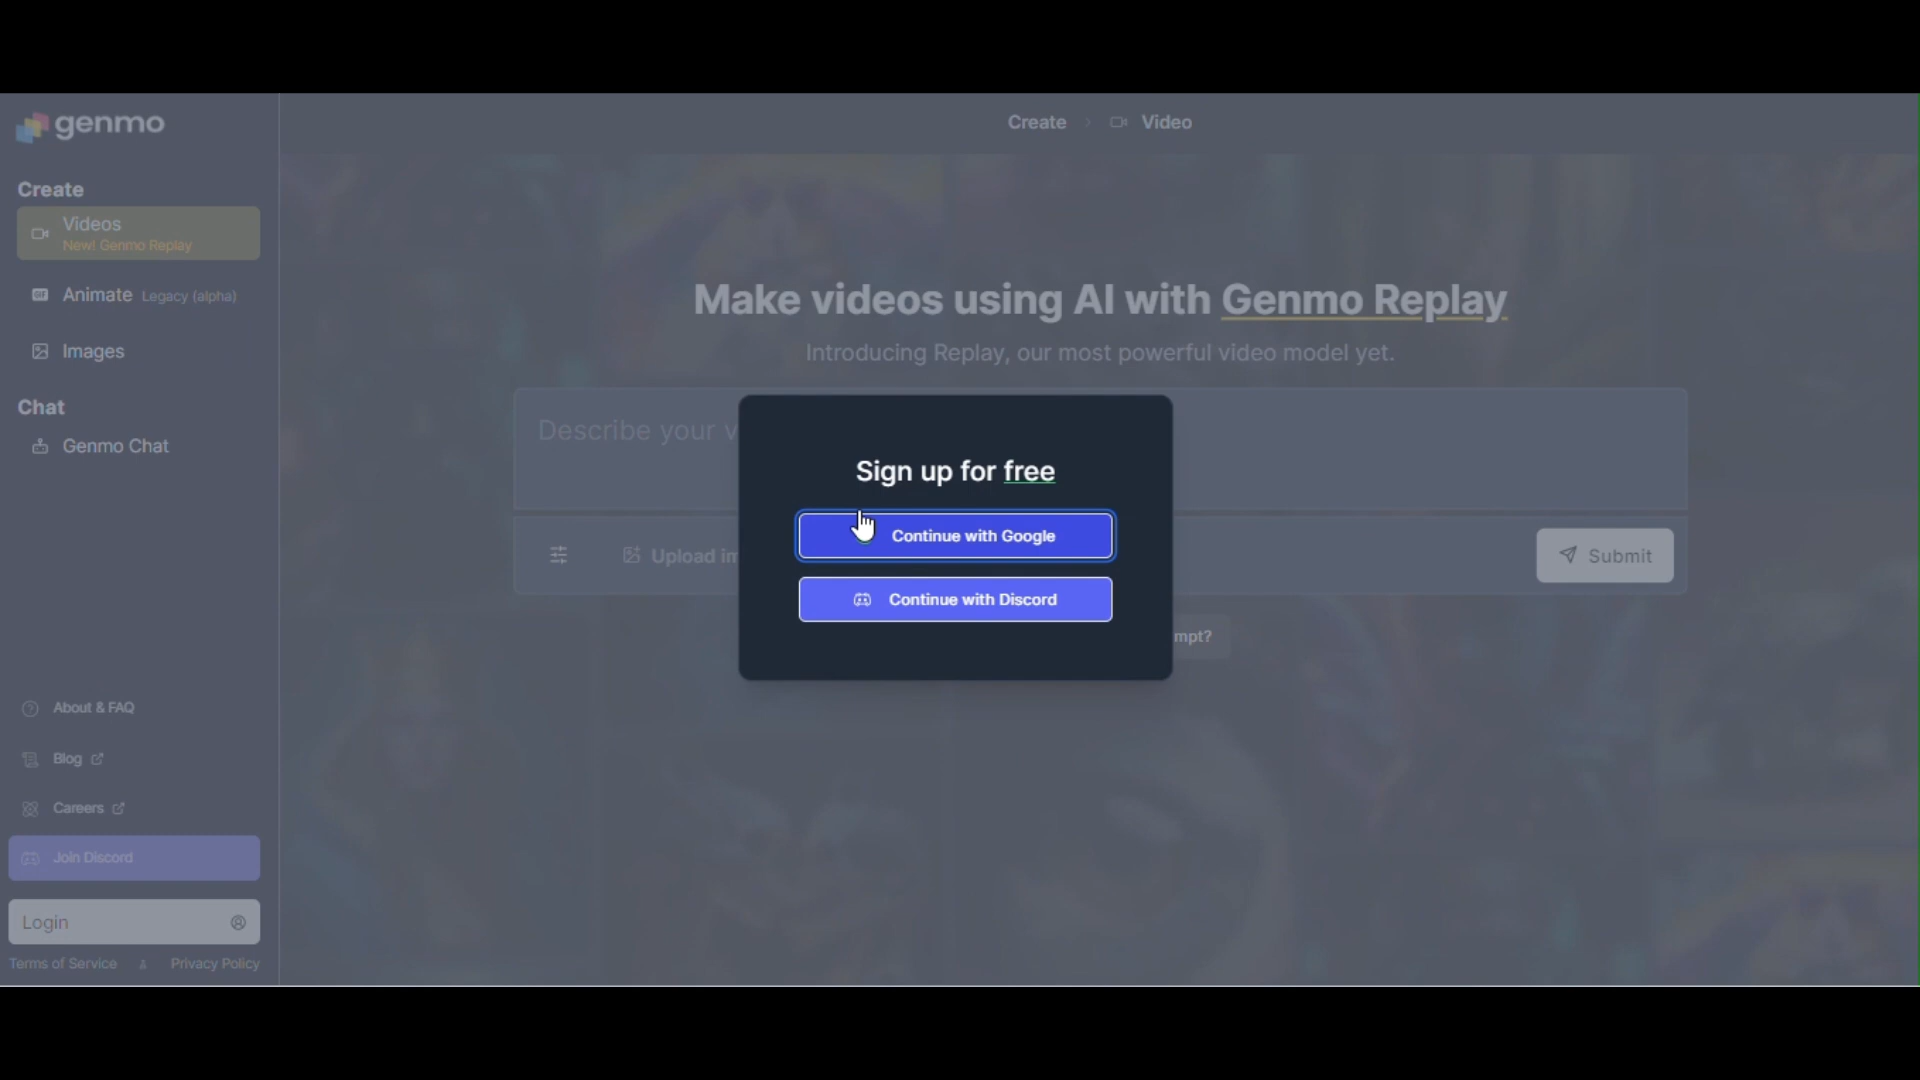 genmo
Create
Videos
New! Genmo Replay
GIF Animate Legacy (alpha)
Images
Chat
Genmo Chat
About & FAQ
Blog
Careers
Join Discord
Login
Terms of Service
Privacy Policy
Create > Video
Make videos using AI with Genmo Replay
Introducing Replay, our most powerful video model yet.
Describe your v
Upload im
Submit
mpt?
Sign up for free
Continue with Google
Continue with Discord